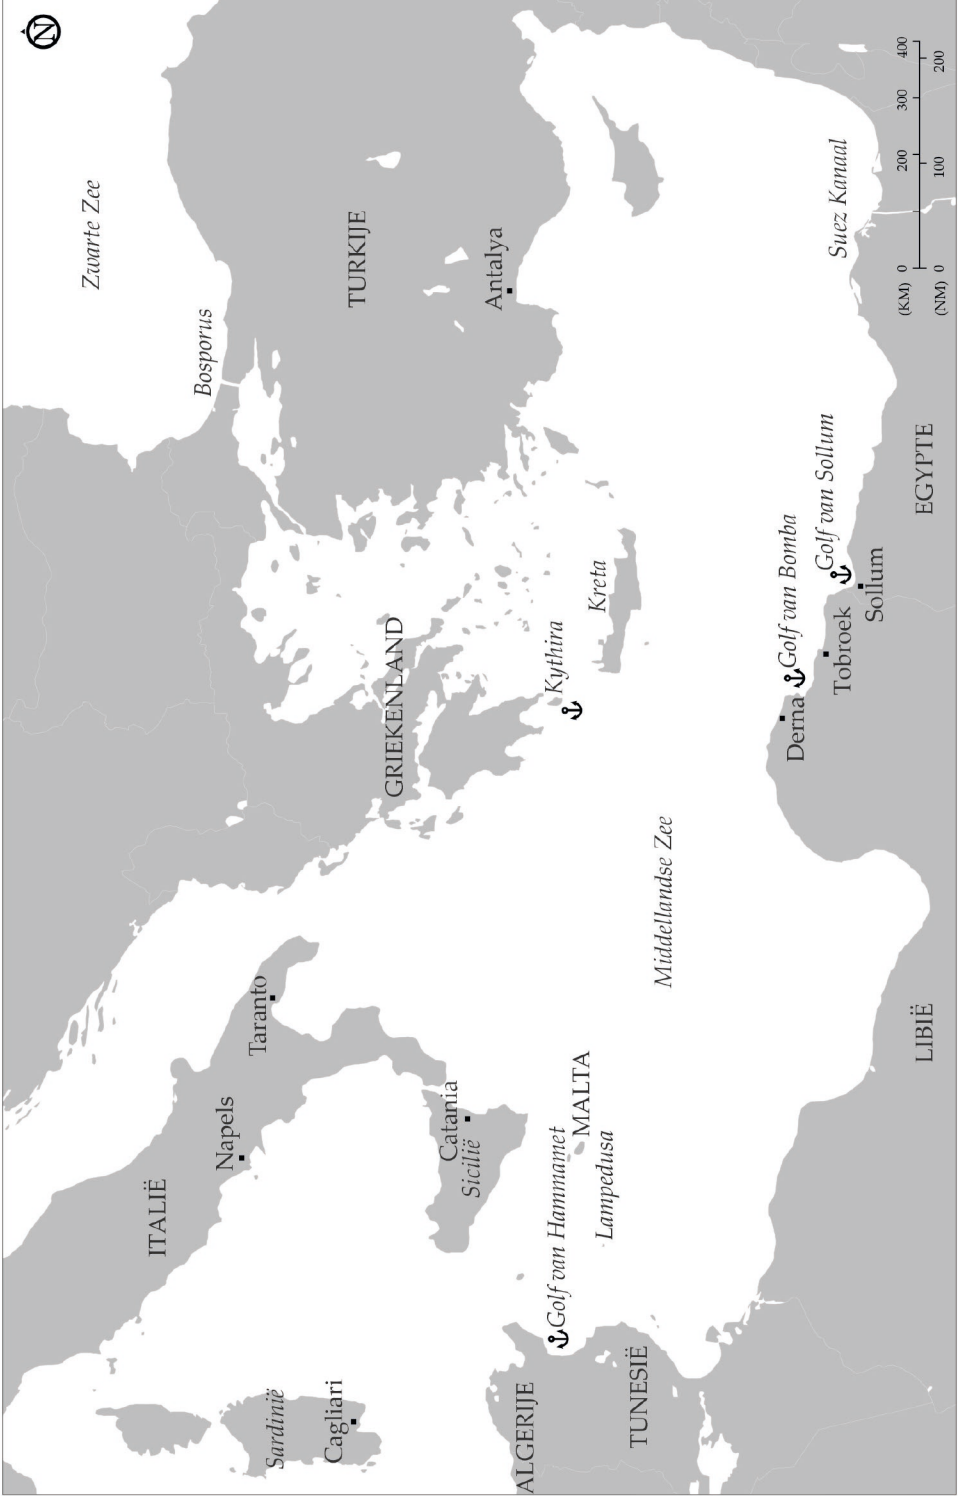 N
Zwarte Zee
Bosporus
TURKIJE
Antalya
Suez Kanaal
400
300
200
0
(KM)
200
100
0
(NM)
GRIEKENLAND
Kythira
Kreta
Golf van Bomba
Golf van Sollum
Derna
Tobroek
Sollum
EGYPTE
Middellandse Zee
LIBIË
Taranto
Napels
ITALIË
Catania
Sicilië
MALTA
Golf van Hammamet
Lampedusa
Sardinië
Cagliari
ALGERIJE
TUNESIË